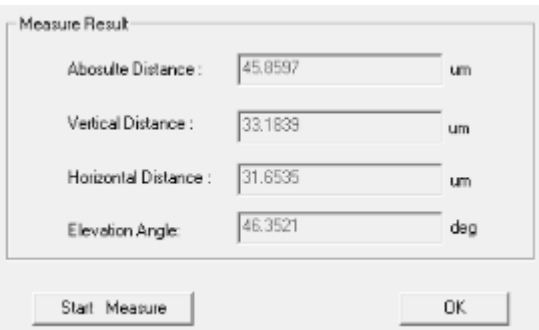 Measure Result
Abosulte Distance : 45.8597 um
Vertical Distance : 33.1839 um
Horizontal Distance : 31.6535 um
Elevation Angle: 46.3521 deg
Start Measure OK